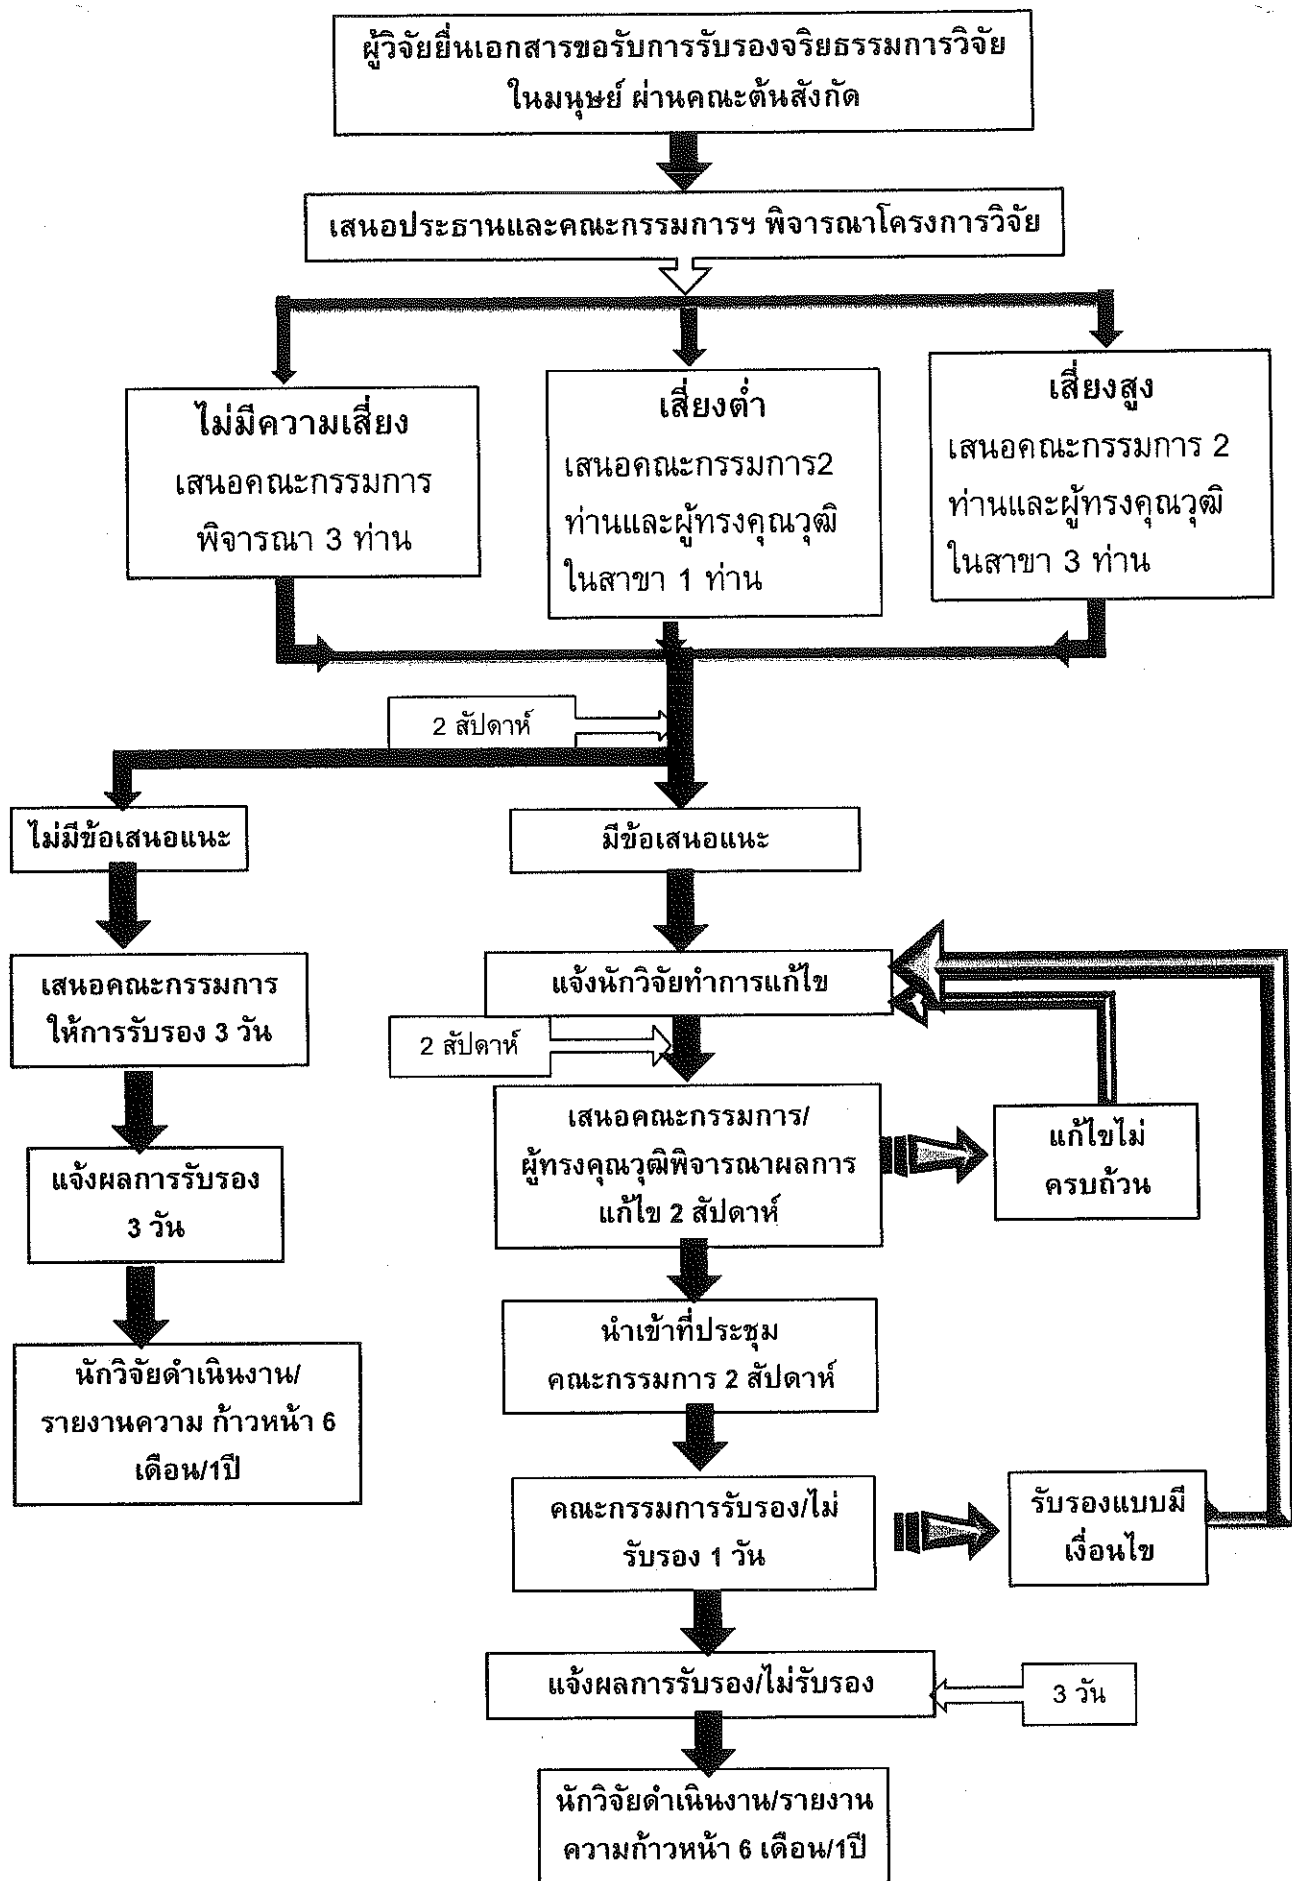 ผู้วิจัยยื่นเอกสารขอรับการรับรองจริยธรรมการวิจัย
ในมนุษย์ ผ่านคณะต้นสังกัด
เสนอประธานและคณะกรรมการฯ พิจารณาโครงการวิจัย
ไม่มีความเสี่ยง
เสนอคณะกรรมการ
พิจารณา 3 ท่าน
เสี่ยงต่ำ
เสนอคณะกรรมการ2
ท่านและผู้ทรงคุณวุฒิ
ในสาขา 1 ท่าน
เสี่ยงสูง
เสนอคณะกรรมการ 2
ท่านและผู้ทรงคุณวุฒิ
ในสาขา 3 ท่าน
2 สัปดาห์
ไม่มีข้อเสนอแนะ
เสนอคณะกรรมการ
ให้การรับรอง 3 วัน
แจ้งผลการรับรอง
3 วัน
นักวิจัยดำเนินงาน/
รายงานความ ก้าวหน้า 6
เดือน/1ปี
มีข้อเสนอแนะ
แจ้งนักวิจัยทำการแก้ไข
2 สัปดาห์
เสนอคณะกรรมการ/
ผู้ทรงคุณวุฒิพิจารณาผลการ
แก้ไข 2 สัปดาห์
แก้ไขไม่
ครบถ้วน
นำเข้าที่ประชุม
คณะกรรมการ 2 สัปดาห์
คณะกรรมการรับรอง/ไม่
รับรอง 1 วัน
รับรองแบบมี
เงื่อนไข
แจ้งผลการรับรอง/ไม่รับรอง
3 วัน
นักวิจัยดำเนินงาน/รายงาน
ความก้าวหน้า 6 เดือน/1ปี